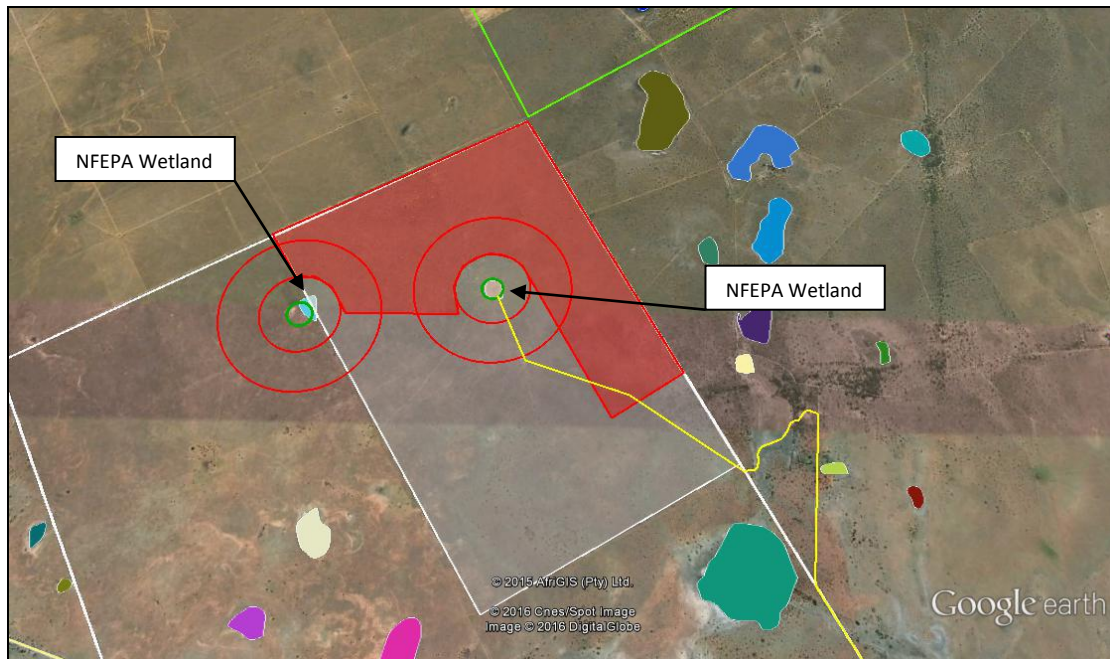 NFEPA Wetland
NFEPA Wetland
© 2015 AfriGIS (Pty) Ltd.
© 2016 Cnes/Spot Image
Image © 2016 DigitalGlobe
Google earth